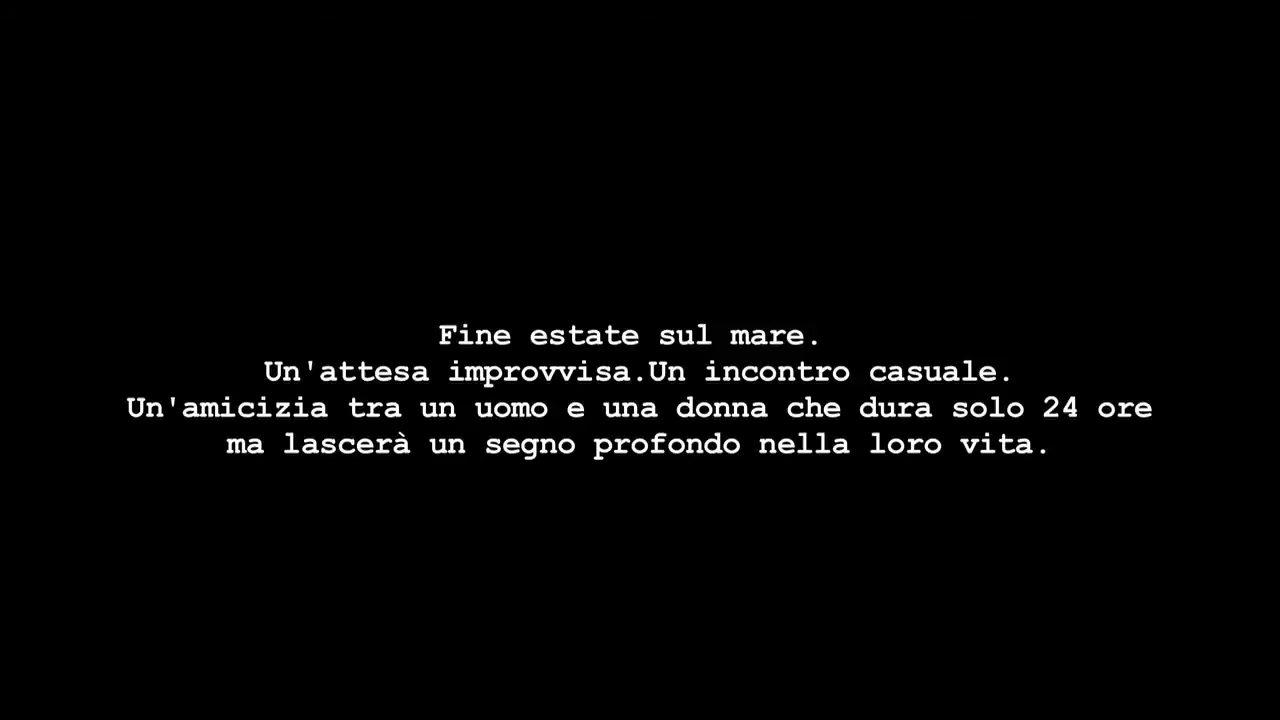 Fine estate sul mare.
Un'attesa improvvisa.Un incontro casuale.
Un'amicizia tra un uomo e una donna che dura solo 24 ore
ma lascerà un segno profondo nella loro vita.